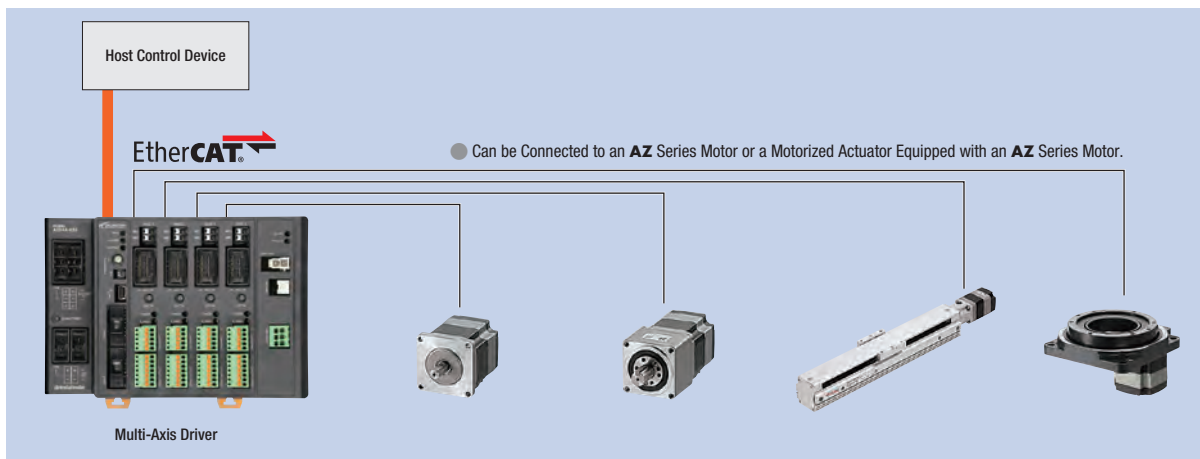 Host Control Device
EtherCAT®
Can be Connected to an AZ Series Motor or a Motorized Actuator Equipped with an AZ Series Motor.
Multi-Axis Driver